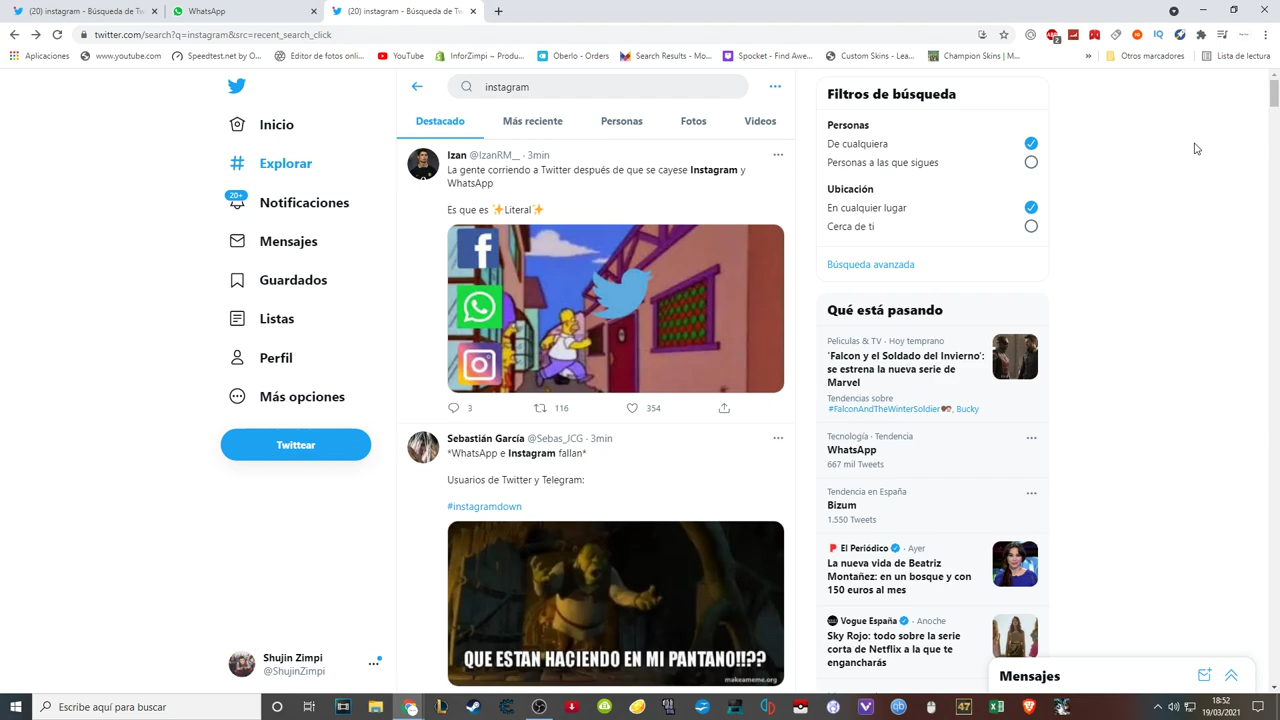 (20) instagram - Búsqueda de Tw
WhatsApp
(20) instagram - Búsqueda de Tw
twitter.com/search?q=instagram&src=recent_search_click
Aplicaciones
www.youtube.com
Speedtest.net by O...
Editor de fotos onli...
YouTube
InforZimpi – Produ...
Oberlo - Orders
Search Results - Mo...
Spocket - Find Awe...
Custom Skins - Lea...
Champion Skins | M...
»
Otros marcadores
Lista de lectura
instagram
Destacado
Más reciente
Personas
Fotos
Videos
Inicio
Explorar
20+
Notificaciones
Mensajes
Guardados
Listas
Perfil
Más opciones
Twittear
Shujin Zimpi
@ShujinZimpi
Izan @IzanRM__ · 3min
La gente corriendo a Twitter después de que se cayese Instagram y
WhatsApp
Es que es ✨Literal✨
3
116
354
Sebastián García @Sebas_JCG · 3min
*WhatsApp e Instagram fallan*
Usuarios de Twitter y Telegram:
#instagramdown
QUE ESTAN HACIENDO EN MI PANTANO!!??
makeameme.org
Filtros de búsqueda
Personas
De cualquiera
Personas a las que sigues
Ubicación
En cualquier lugar
Cerca de ti
Búsqueda avanzada
Qué está pasando
Películas & TV · Hoy temprano
'Falcon y el Soldado del Invierno':
se estrena la nueva serie de
Marvel
Tendencias sobre
#FalconAndTheWinterSoldier, Bucky
Tecnología · Tendencia
WhatsApp
667 mil Tweets
Tendencia en España
Bizum
1.550 Tweets
El Periódico · Ayer
La nueva vida de Beatriz
Montañez: en un bosque y con
150 euros al mes
Vogue España · Anoche
Sky Rojo: todo sobre la serie
corta de Netflix a la que te
engancharás
Mensajes
Escribe aquí para buscar
18:52
19/03/2021